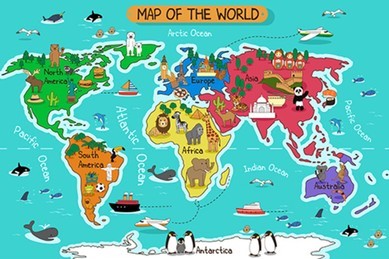 MAP OF THE WORLD
Arctic Ocean
North
America
Europe
Asia
Pacific Ocean
Atlantic Ocean
Pacific Ocean
Africa
South
America
Indian Ocean
Australia
Antarctica